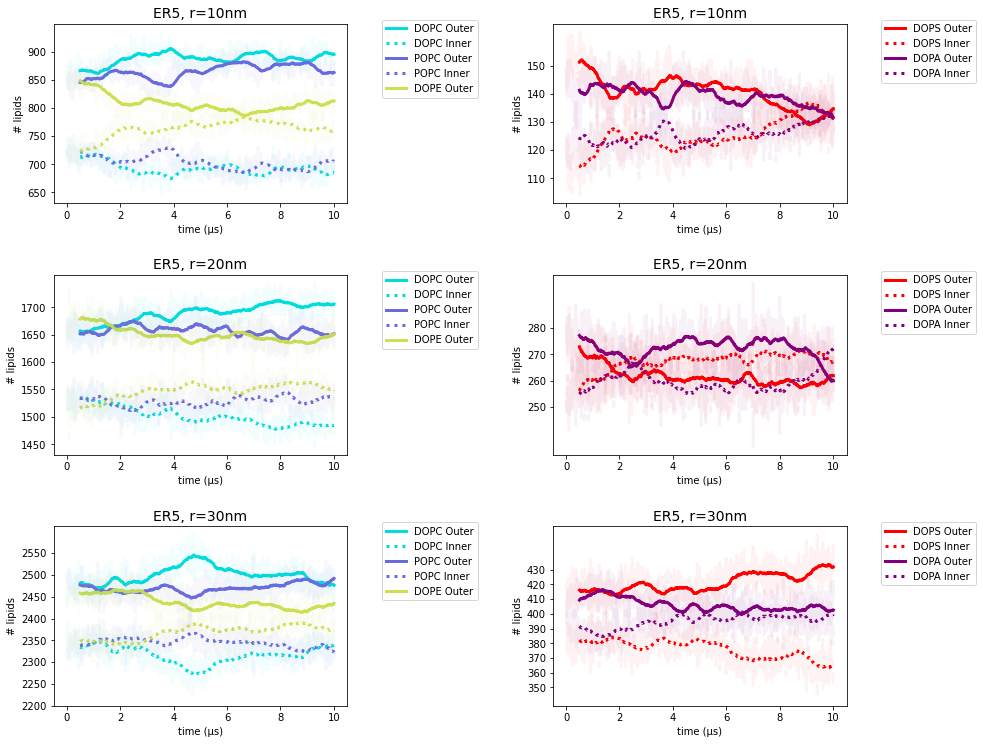 ER5, r=10nm
# lipids
900
850
800
750
700
650
0 2 4 6 8 10
time (μs)
DOPC Outer
DOPC Inner
POPC Outer
POPC Inner
DOPE Outer
ER5, r=10nm
# lipids
150
140
130
120
110
0 2 4 6 8 10
time (μs)
DOPS Outer
DOPS Inner
DOPA Outer
DOPA Inner
ER5, r=20nm
# lipids
1700
1650
1600
1550
1500
1450
0 2 4 6 8 10
time (μs)
DOPC Outer
DOPC Inner
POPC Outer
POPC Inner
DOPE Outer
ER5, r=20nm
# lipids
280
270
260
250
0 2 4 6 8 10
time (μs)
DOPS Outer
DOPS Inner
DOPA Outer
DOPA Inner
ER5, r=30nm
# lipids
2550
2500
2450
2400
2350
2300
2250
2200
0 2 4 6 8 10
time (μs)
DOPC Outer
DOPC Inner
POPC Outer
POPC Inner
DOPE Outer
ER5, r=30nm
# lipids
430
420
410
400
390
380
370
360
350
0 2 4 6 8 10
time (μs)
DOPS Outer
DOPS Inner
DOPA Outer
DOPA Inner